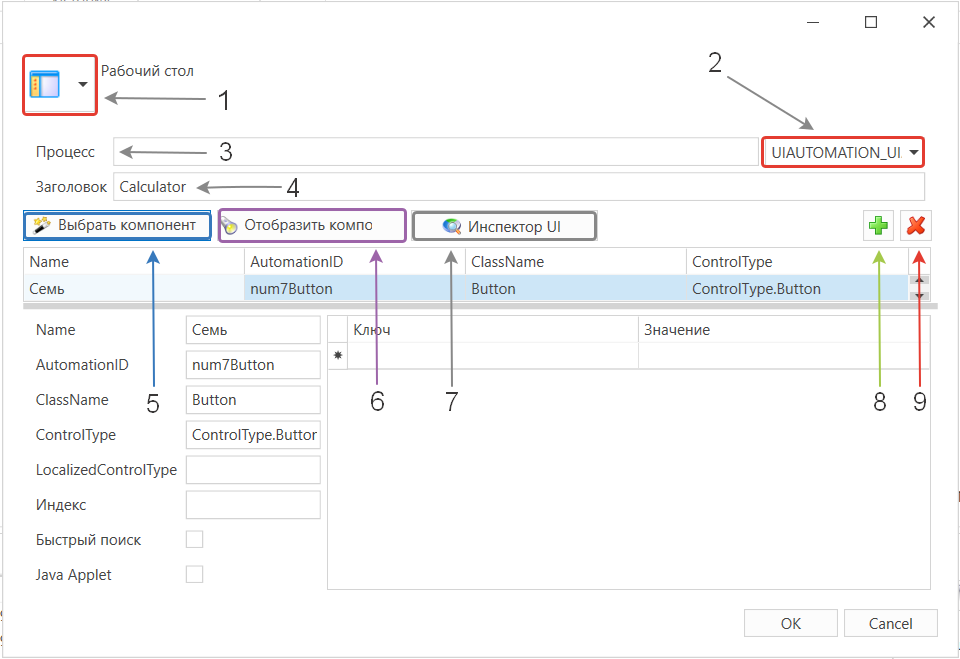 Рабочий стол
1
2
Процесс
3
UIAUTOMATION_UI
Заголовок
Calculator
4
Выбрать компонент
Отобразить компо
Инспектор UI
Name
AutomationID
ClassName
ControlType
Семь
num7Button
Button
ControlType.Button
Name
Семь
Ключ
Значение
AutomationID
num7Button
ClassName
Button
5
6
7
8
9
ControlType
ControlType.Button
LocalizedControlType
Индекс
Быстрый поиск
Java Applet
OK
Cancel